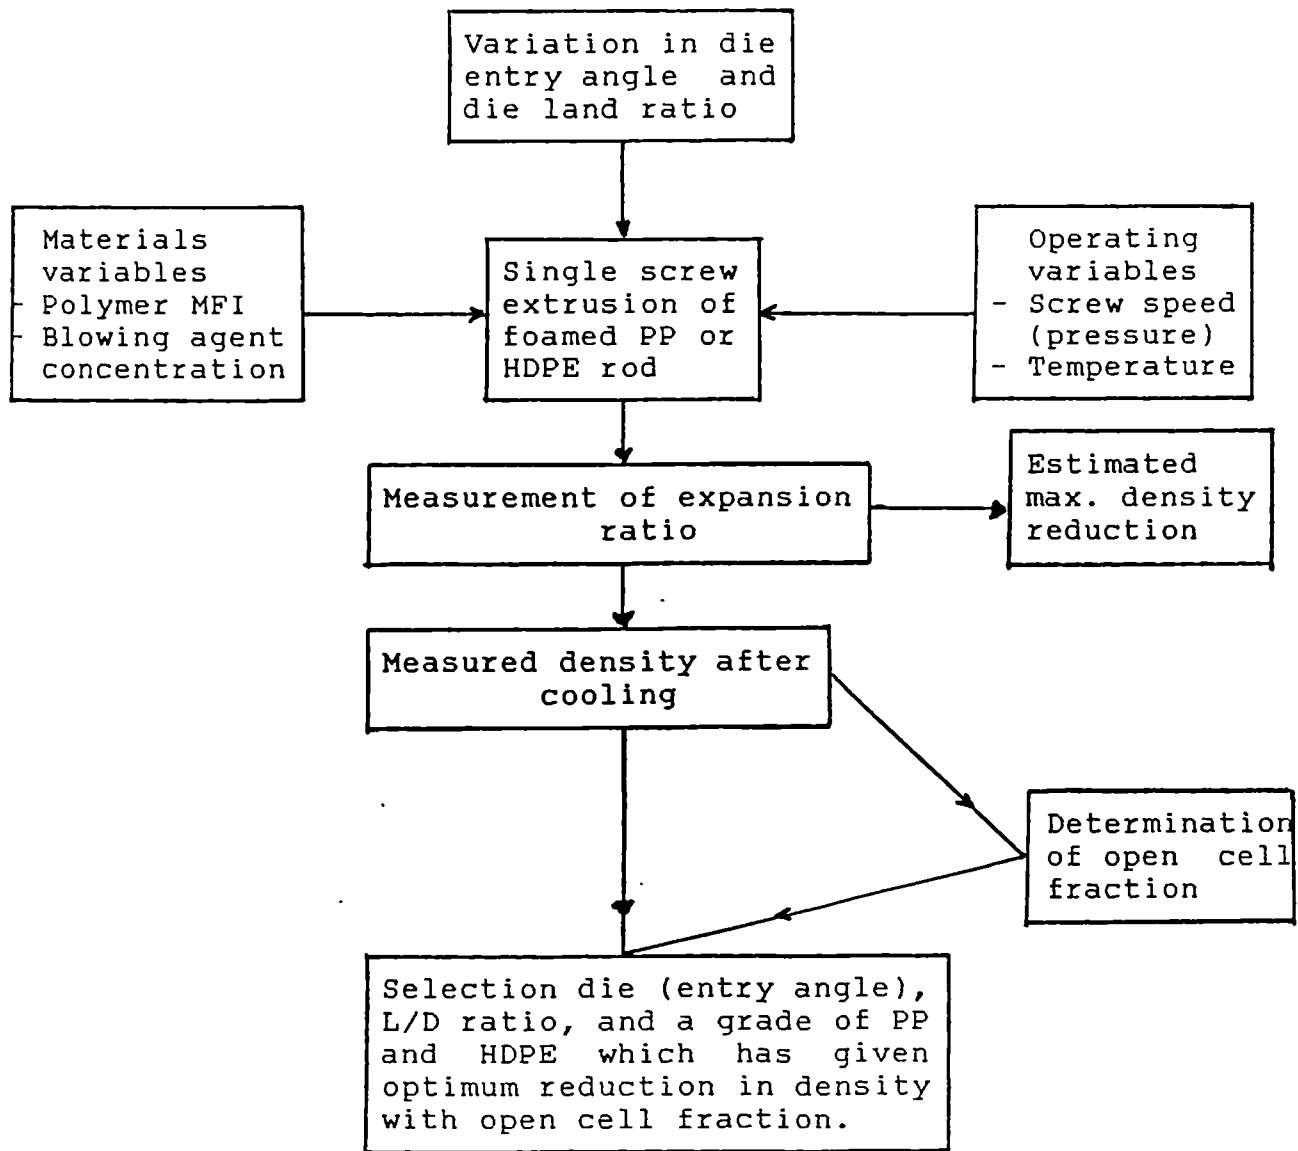 Variation in die
entry angle and
die land ratio
Materials
variables
- Polymer MFI
- Blowing agent
concentration
Single screw
extrusion of
foamed PP or
HDPE rod
Operating
variables
- Screw speed
(pressure)
- Temperature
Measurement of expansion
ratio
Estimated
max. density
reduction
Measured density after
cooling
Determination
of open cell
fraction
Selection die (entry angle),
L/D ratio, and a grade of PP
and HDPE which has given
optimum reduction in density
with open cell fraction.